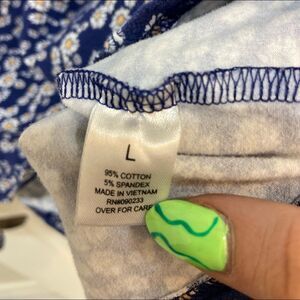 L
95% COTTON
5% SPANDEX
MADE IN VIETNAM
RN#090233
OVER FOR CARE